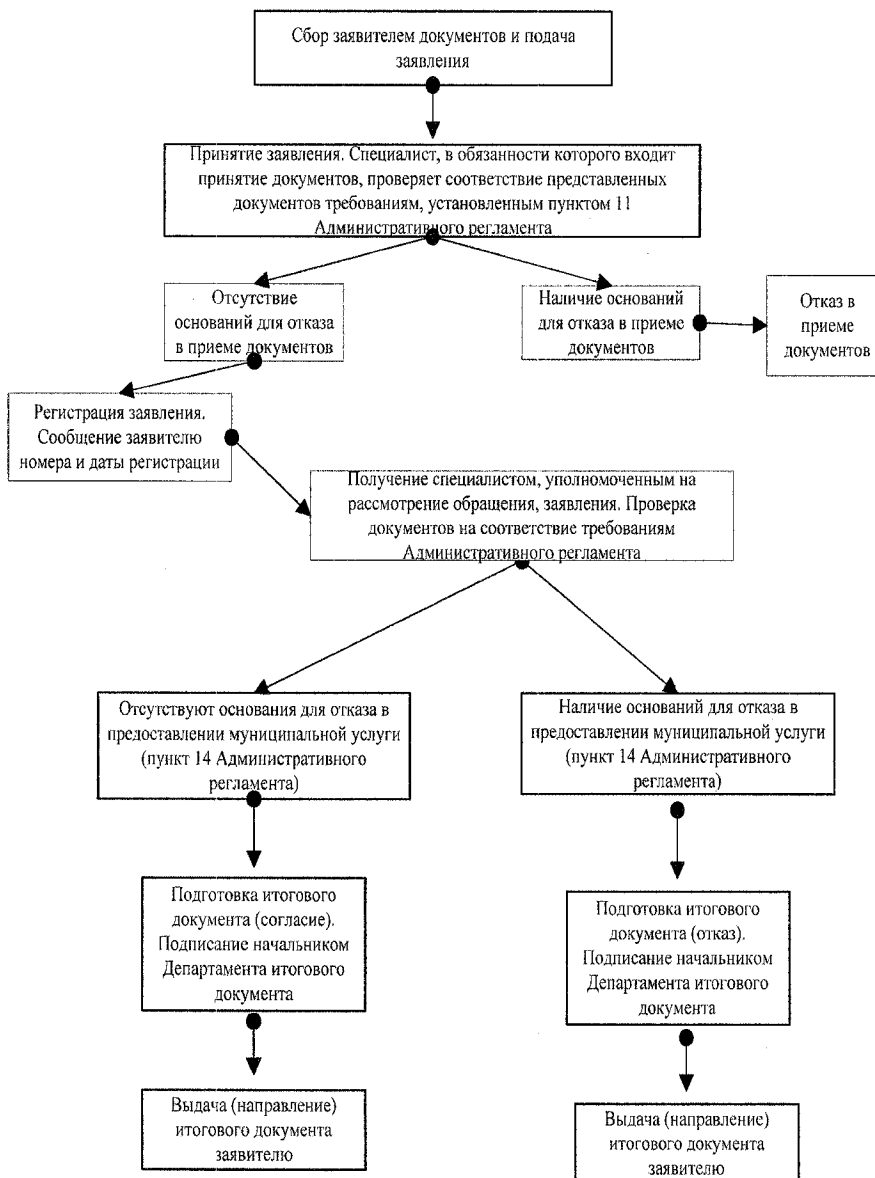 Сбор заявителем документов и подача
заявления
Принятие заявления. Специалист, в обязанности которого входит
принятие документов, проверяет соответствие представленных
документов требованиям, установленным пунктом 11
Административного регламента
Отсутствие
оснований для отказа
в приеме документов
Наличие оснований
для отказа в приеме
документов
Отказ в
приеме
документов
Регистрация заявления.
Сообщение заявителю
номера и даты регистрации
Получение специалистом, уполномоченным на
рассмотрение обращения, заявления. Проверка
документов на соответствие требованиям
Административного регламента
Отсутствуют основания для отказа в
предоставлении муниципальной услуги
(пункт 14 Административного
регламента)
Наличие оснований для отказа в
предоставлении муниципальной услуги
(пункт 14 Административного
регламента)
Подготовка итогового
документа (согласие).
Подписание начальником
Департамента итогового
документа
Подготовка итогового
документа (отказ).
Подписание начальником
Департамента итогового
документа
Выдача (направление)
итогового документа
заявителю
Выдача (направление)
итогового документа
заявителю